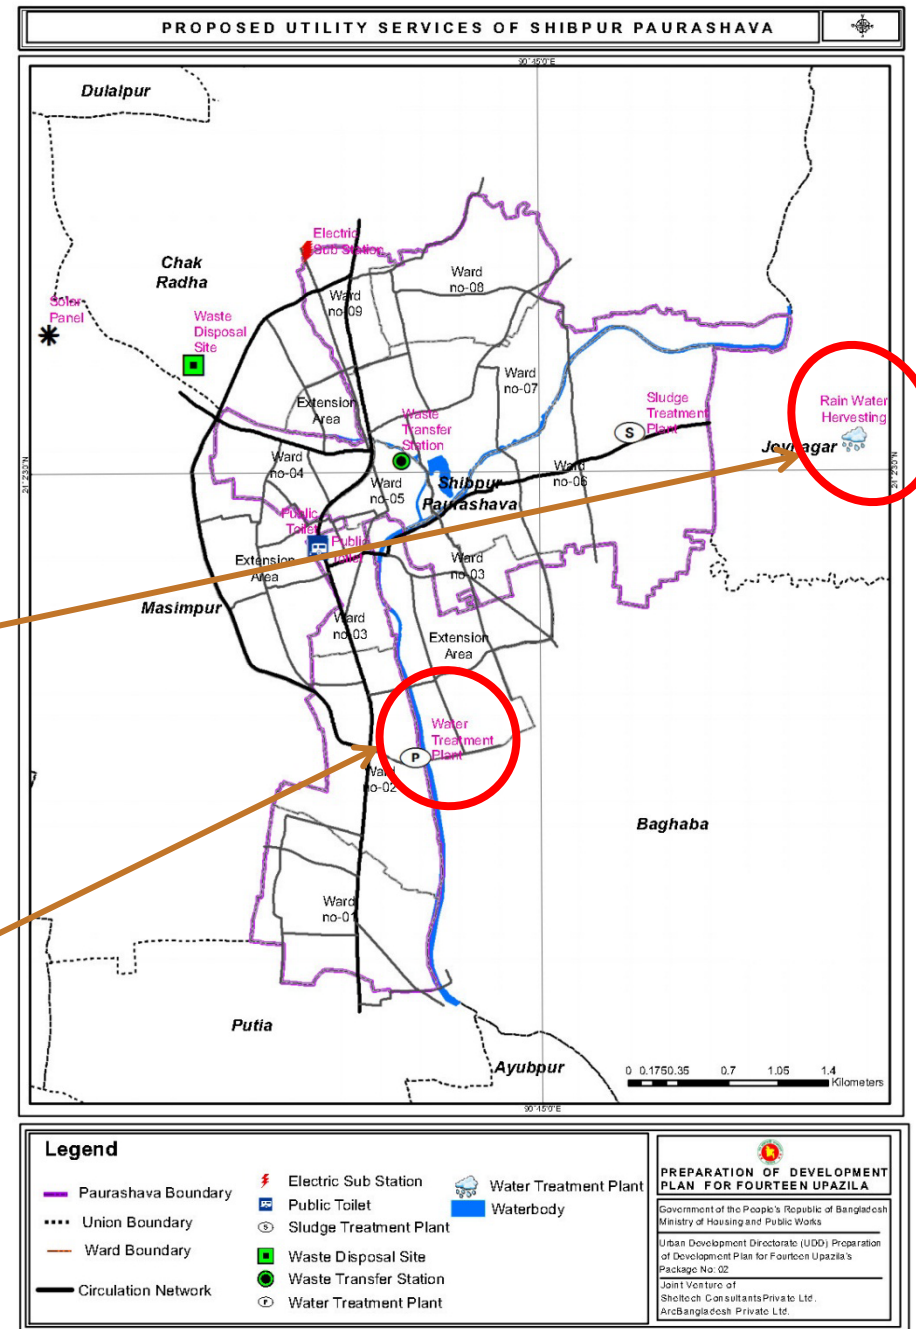 PROPOSED UTILITY SERVICES OF SHIBPUR PAURASHAVA
90°45'0"E
Dulalpur
Electric
Sub Station
Chak
Radha
Ward
no-08
Ward
no-09
Solar
Panel
Waste
Disposal
Site
Ward
no-07
Extension
Area
Waste
Transfer
Station
Sludge
Treatment
Plant
S
Rain Water
Hervesting
Joynagar
Ward
no-04
Ward
no-05
Ward
no-06
Shibpur
Paurashava
Public
Toilet
Public
Toilet
Extension
Area
Ward
no-03
Masimpur
Ward
no-03
Extension
Area
Water
Treatment
Plant
P
Ward
no-02
Baghaba
Ward
no-01
Putia
Ayubpur
0 0.1750.35 0.7 1.05 1.4
Kilometers
90°45'0"E
Legend
Paurashava Boundary
Union Boundary
Ward Boundary
Circulation Network
Electric Sub Station
Public Toilet
S Sludge Treatment Plant
Waste Disposal Site
Waste Transfer Station
P Water Treatment Plant
Water Treatment Plant
Waterbody
PREPARATION OF DEVELOPMENT
PLAN FOR FOURTEEN UPAZILA
Government of the People's Republic of Bangladesh
Ministry of Housing and Public Works
Urban Development Directorate (UDD) Preparation
of Development Plan for Fourteen Upazila's
Package No: 02
Joint Venture of
Sheltech Consultants Private Ltd.
ArcBangladesh Private Ltd.